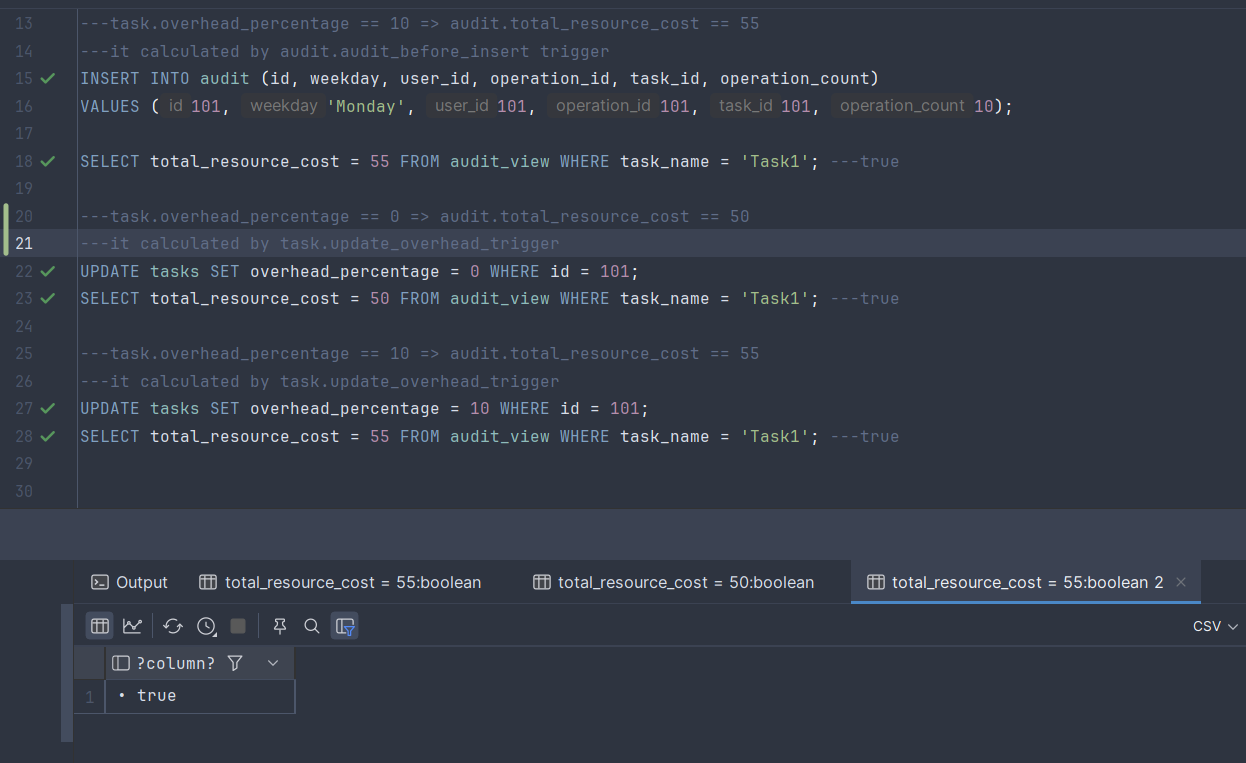 13 ---task.overhead_percentage == 10 => audit.total_resource_cost == 55
14 ---it calculated by audit.audit_before_insert trigger
15 INSERT INTO audit (id, weekday, user_id, operation_id, task_id, operation_count)
16 VALUES ( id 101, weekday 'Monday', user_id 101, operation_id 101, task_id 101, operation_count 10);
17
18 SELECT total_resource_cost = 55 FROM audit_view WHERE task_name = 'Task1'; ---true
19
20 ---task.overhead_percentage == 0 => audit.total_resource_cost == 50
21 ---it calculated by task.update_overhead_trigger
22 UPDATE tasks SET overhead_percentage = 0 WHERE id = 101;
23 SELECT total_resource_cost = 50 FROM audit_view WHERE task_name = 'Task1'; ---true
24
25 ---task.overhead_percentage == 10 => audit.total_resource_cost == 55
26 ---it calculated by task.update_overhead_trigger
27 UPDATE tasks SET overhead_percentage = 10 WHERE id = 101;
28 SELECT total_resource_cost = 55 FROM audit_view WHERE task_name = 'Task1'; ---true
29
30
Output total_resource_cost = 55:boolean total_resource_cost = 50:boolean total_resource_cost = 55:boolean 2
CSV
?column?
1 true